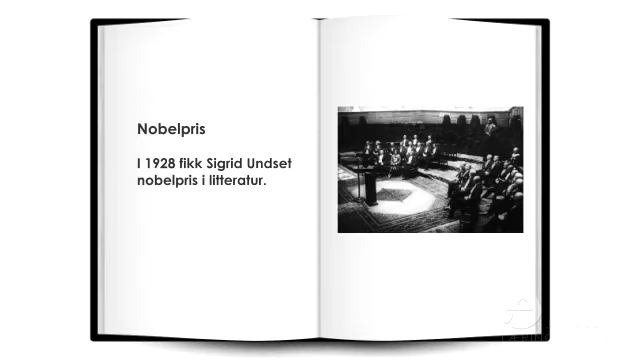 Nobelpris
I 1928 fikk Sigrid Undset
nobelpris i litteratur.